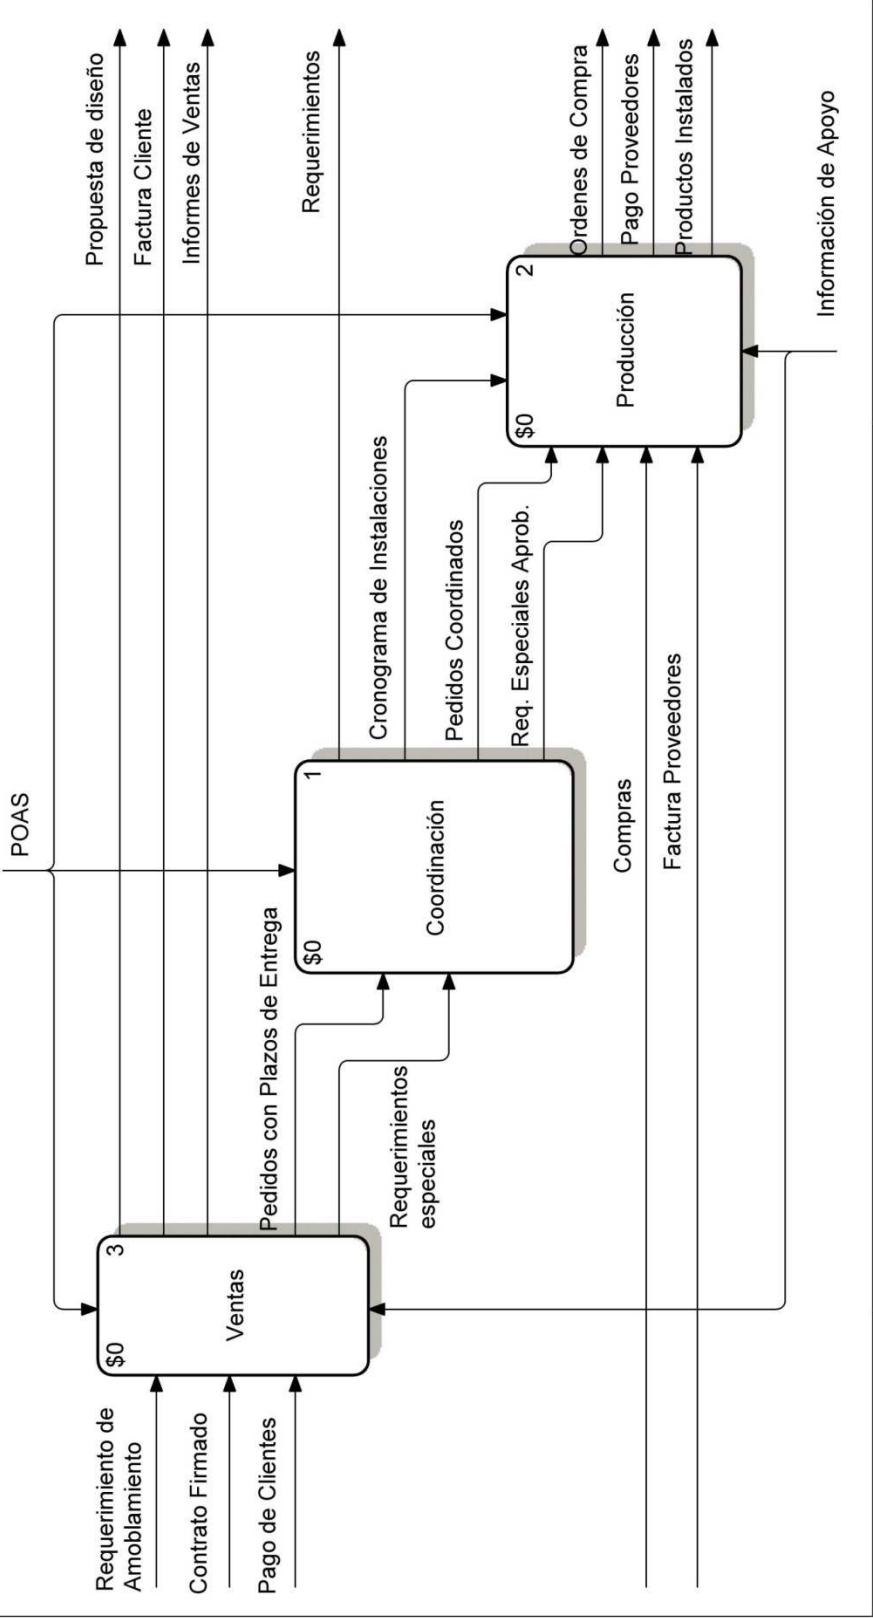 POAS
Propuesta de diseño
Factura Cliente
Informes de Ventas
Requerimiento de
Amoblamiento
Contrato Firmado
Pago de Clientes
$0
3
Ventas
Pedidos con Plazos de Entrega
Requerimientos
especiales
$0
1
Coordinación
Requerimientos
Cronograma de Instalaciones
Pedidos Coordinados
Req. Especiales Aprob.
$0
2
Producción
Ordenes de Compra
Pago Proveedores
Productos Instalados
Compras
Factura Proveedores
Información de Apoyo